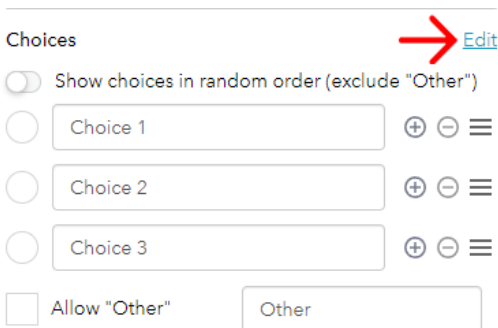 Choices Edit
Show choices in random order (exclude "Other")
Choice 1
Choice 2
Choice 3
Allow "Other" Other